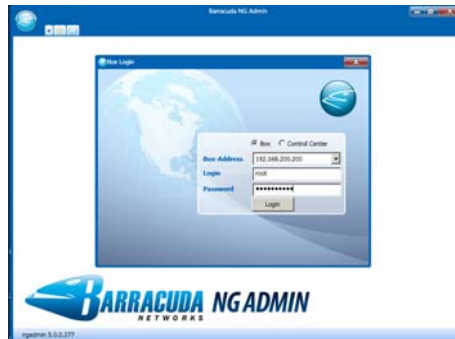 Barracuda NG Admin
Box Login
Box Control Center
Box-Address 192.168.200.200
Login root
Password **********
Login
BARRACUDA NG ADMIN
NETWORKS
ngadmin 5.0.0.277